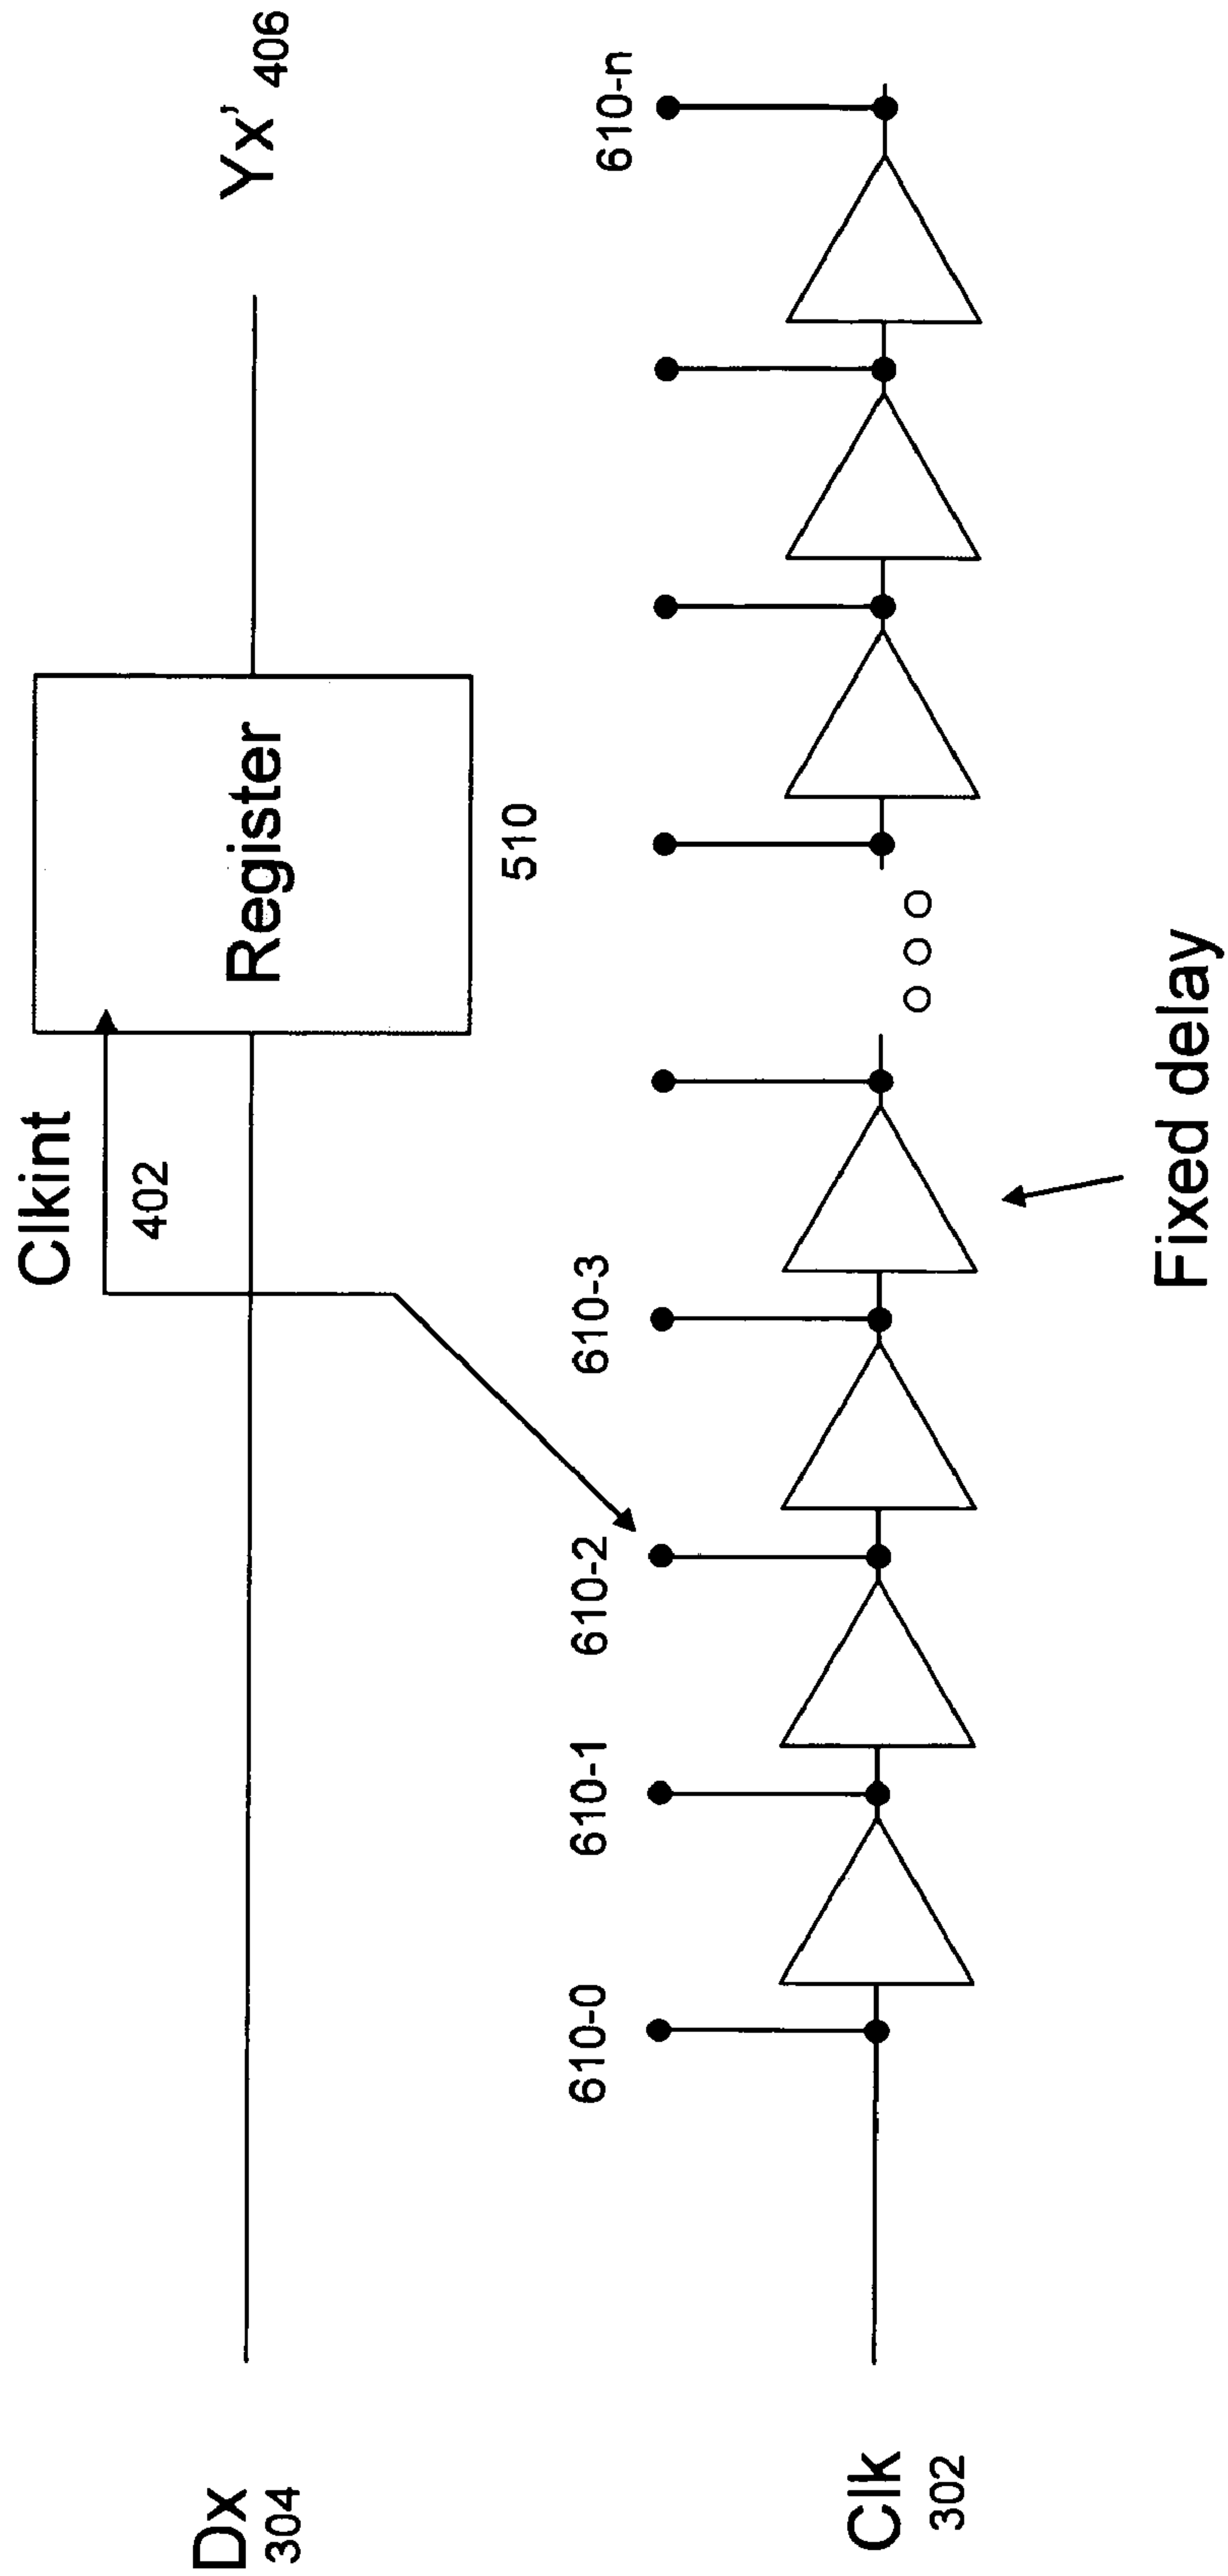 Clkint
402
Dx
304
Register
510
Yx' 406
610-0
610-1
610-2
610-3
610-n
Clk
302
Fixed delay